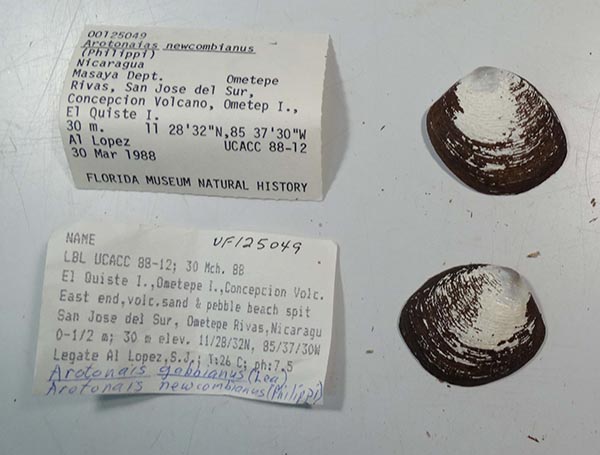 00125049
Arotonaias newcombianus
(Philippi)
Nicaragua
Masaya Dept. Ometepe
Rivas, San Jose del Sur,
Concepcion Volcano, Ometep I.,
El Quiste I.
30 m. 11 28'32"N,85 37'30"W
Al Lopez UCACC 88-12
30 Mar 1988
FLORIDA MUSEUM NATURAL HISTORY
NAME UF125049
LBL UCACC 88-12; 30 Mch. 88
El Quiste I.,Ometepe I.,Concepcion Volc.
East end,volc.sand & pebble beach spit
San Jose del Sur, Ometepe Rivas,Nicaragu
0-1/2 m; 30 m elev. 11/28/32N, 85/37/30W
Legate Al Lopez,S.J.; T:26 C; ph:7.5
Arotonais gabbianus (Lea)
Arotonais newcombianus (Philippi)